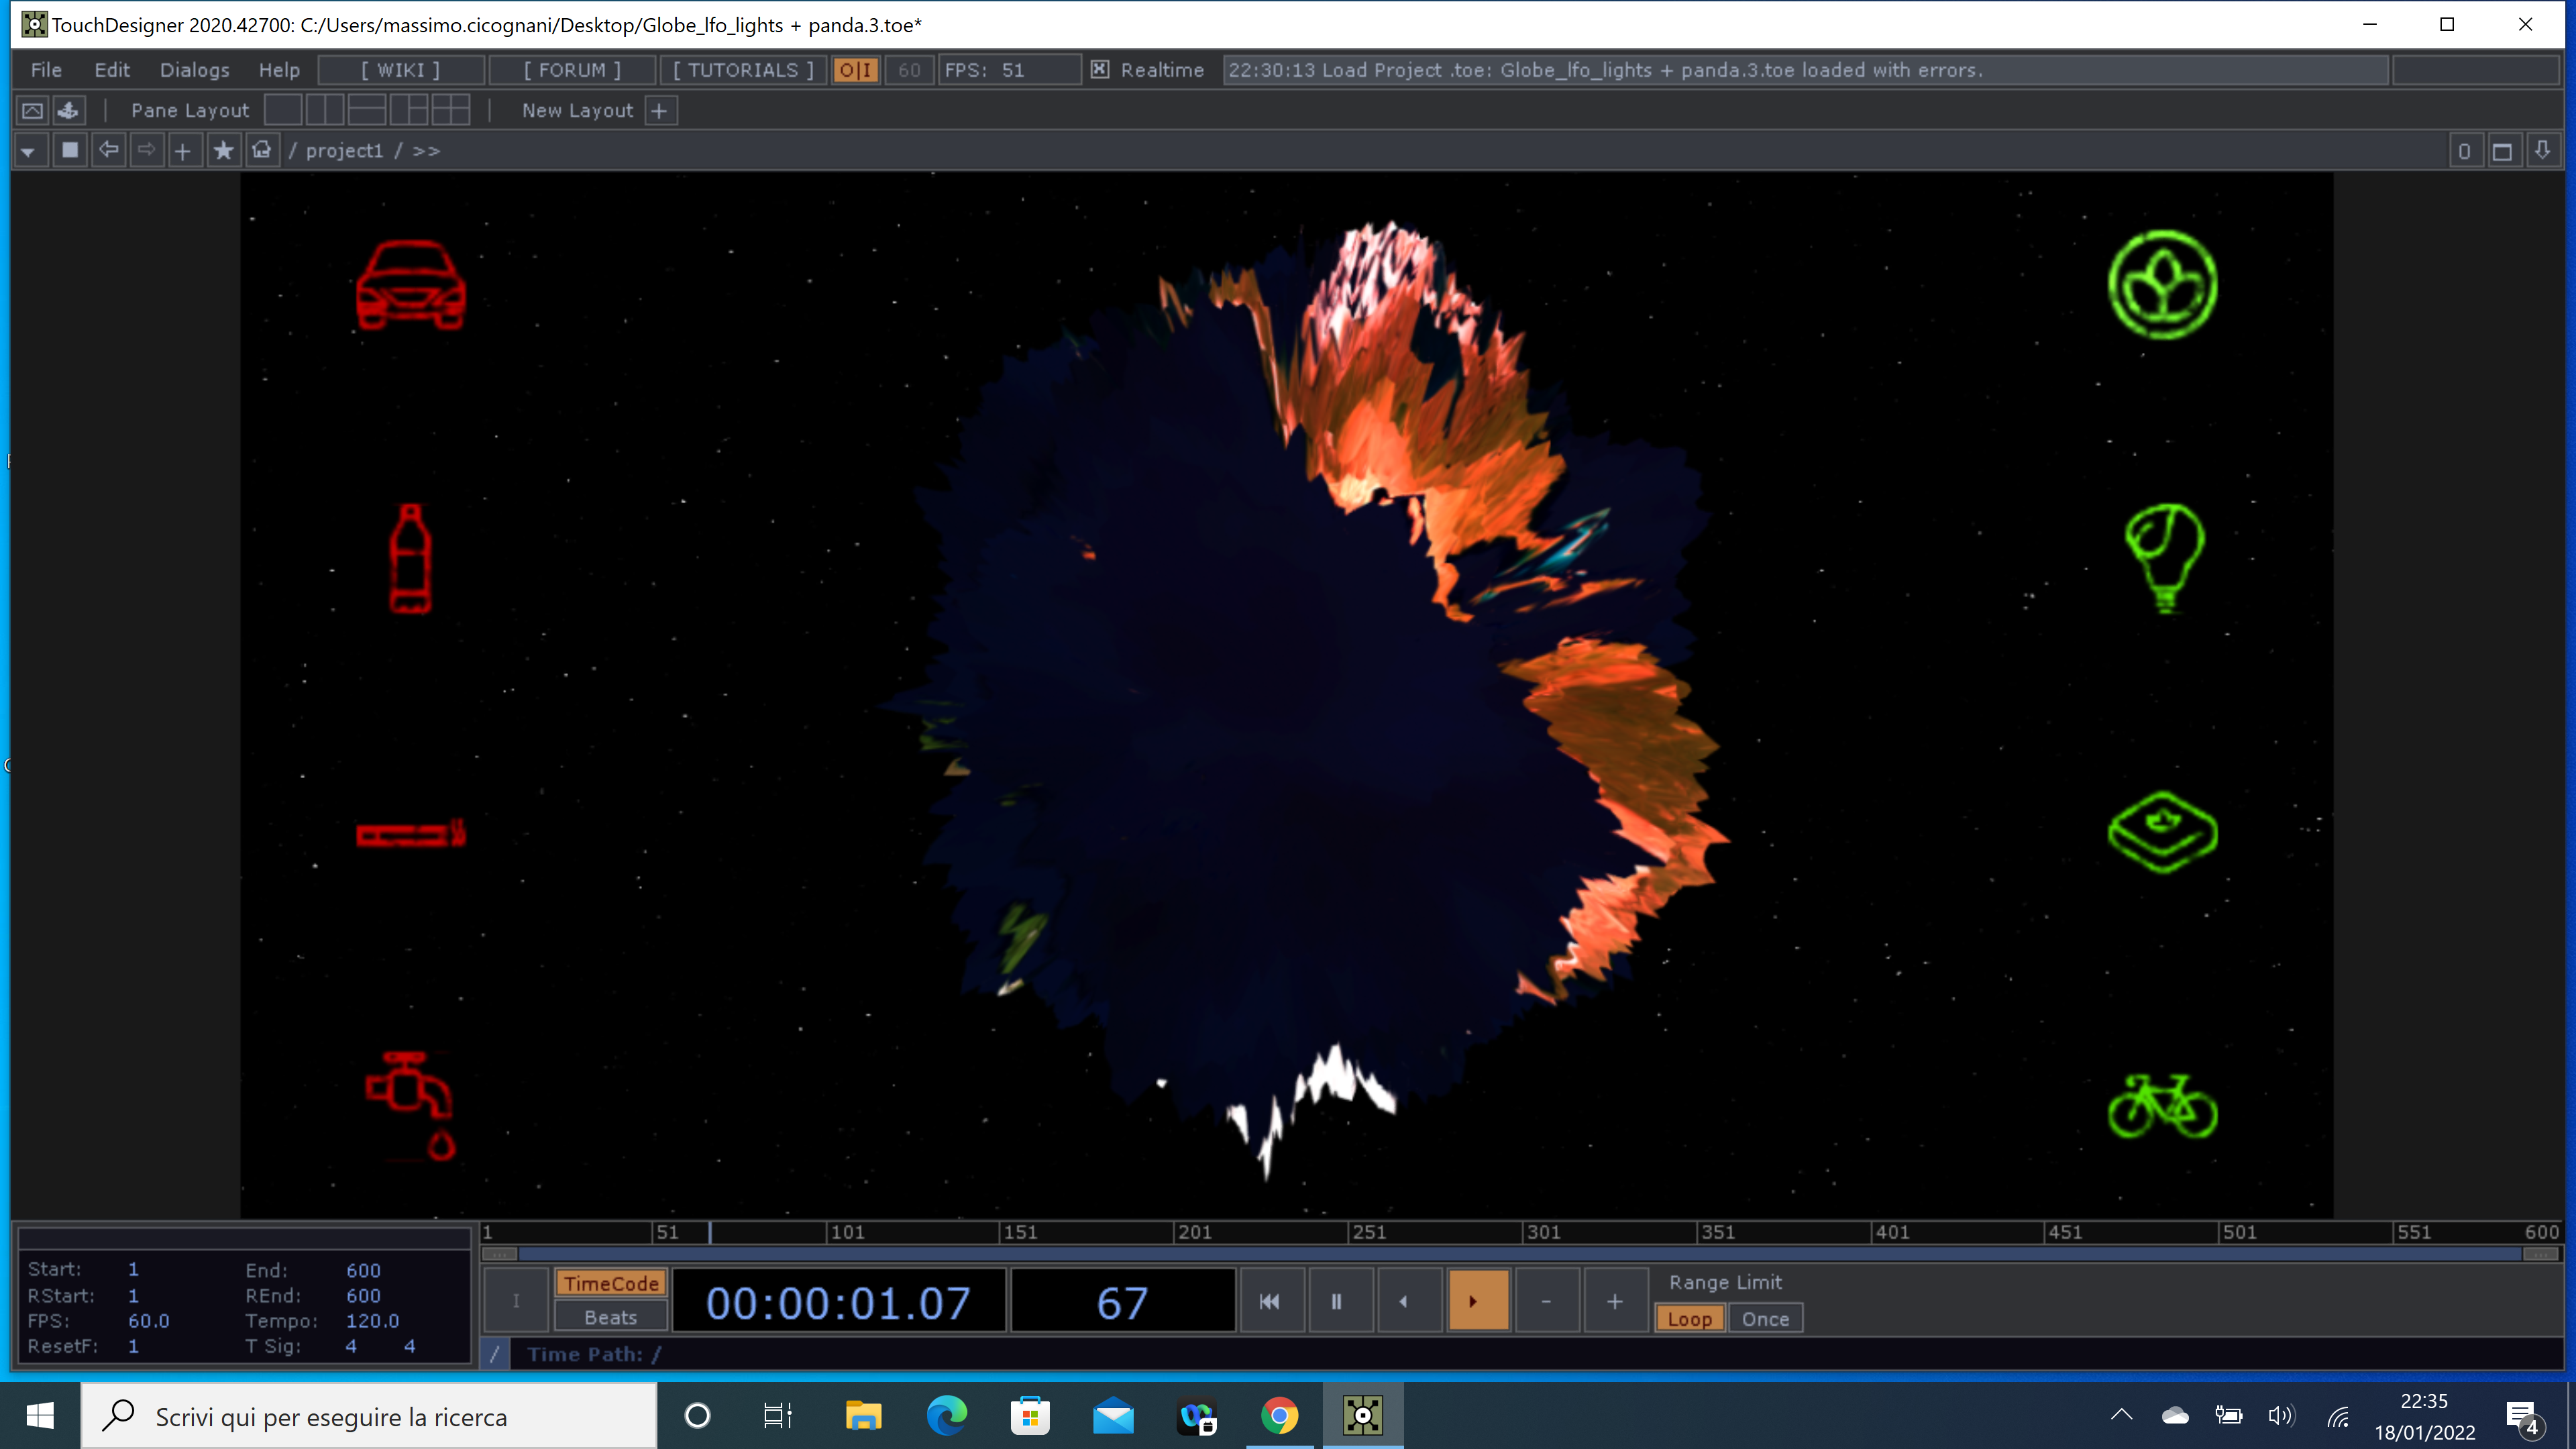 TouchDesigner 2020.42700: C:/Users/massimo.cicognani/Desktop/Globe_lfo_lights + panda.3.toe*
File Edit Dialogs Help [ WIKI ] [ FORUM ] [ TUTORIALS ] O|I 60 FPS: 51 Realtime 22:30:13 Load Project .toe: Globe_lfo_lights + panda.3.toe loaded with errors.
Pane Layout New Layout +
/ project1 / >> 0
1 51 101 151 201 251 301 351 401 451 501 551 600
Start: 1 End: 600
RStart: 1 REnd: 600
FPS: 60.0 Tempo: 120.0
ResetF: 1 T Sig: 4 4
I TimeCode Beats 00:00:01.07 67 - + Range Limit
Loop Once
/ Time Path: /
Scrivi qui per eseguire la ricerca
22:35
18/01/2022
4